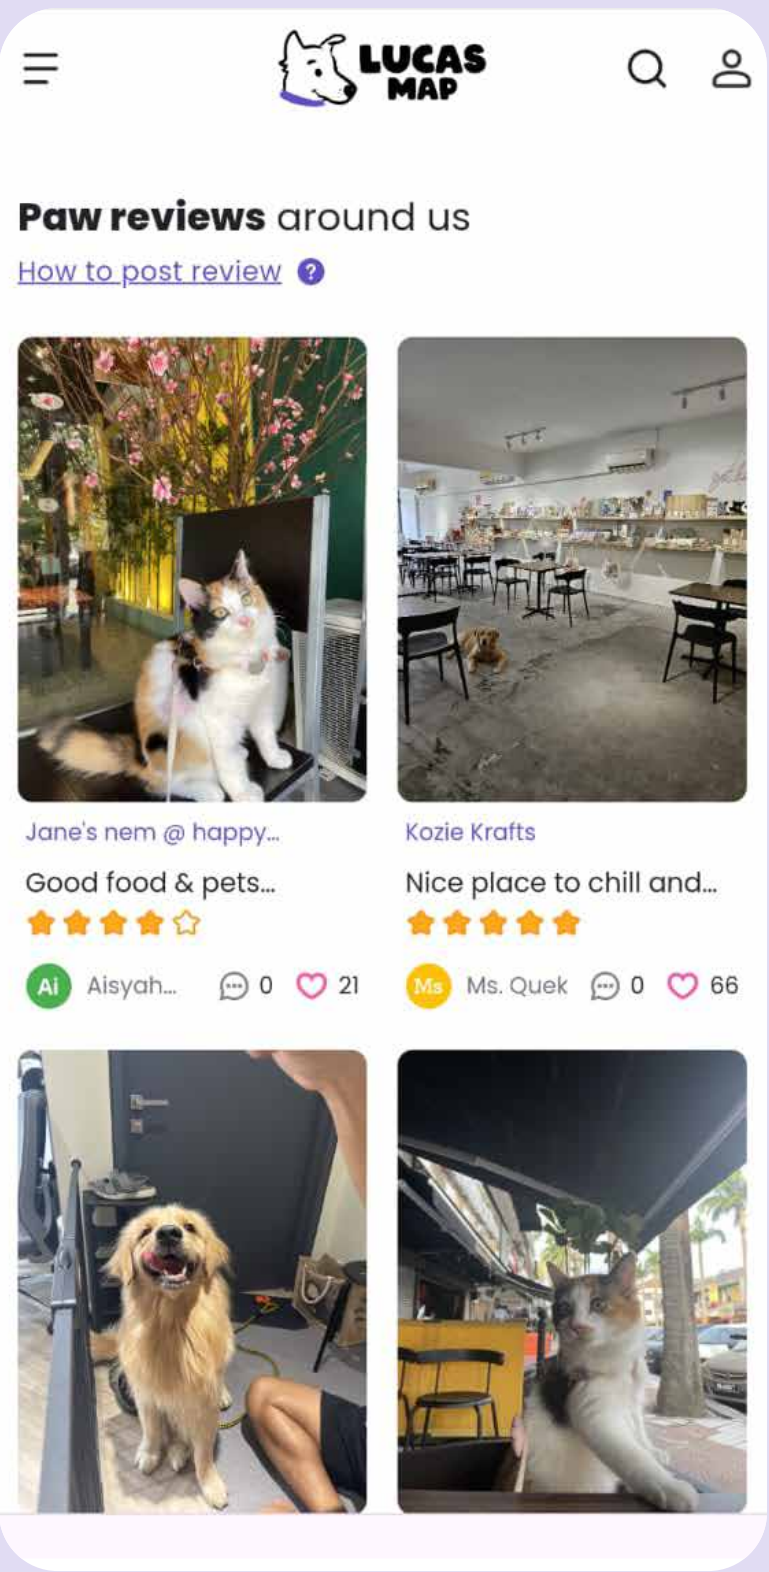 LUCAS
MAP
Paw reviews around us
How to post review ?
Jane's nem @ happy...
Good food & pets...
Ai Aisyah... 0 21
Kozie Krafts
Nice place to chill and...
Ms Ms. Quek 0 66